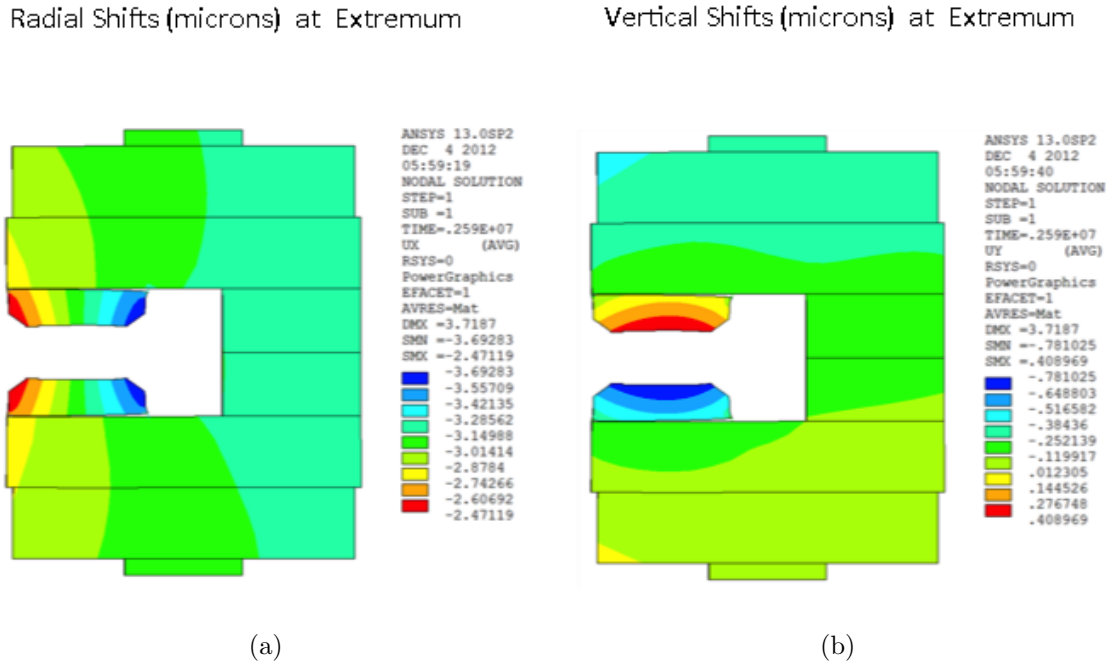 Radial Shifts (microns) at Extremum
Vertical Shifts (microns) at Extremum
ANSYS 13.0SP2
DEC 4 2012
05:59:19
NODAL SOLUTION
STEP=1
SUB =1
TIME=.259E+07
UX (AVG)
RSYS=0
PowerGraphics
EFACET=1
AVRES=Mat
DMX =3.7187
SMN =-3.69283
SMX =-2.47119
-3.69283
-3.55709
-3.42135
-3.28562
-3.14988
-3.01414
-2.8784
-2.74266
-2.60692
-2.47119
ANSYS 13.0SP2
DEC 4 2012
05:59:40
NODAL SOLUTION
STEP=1
SUB =1
TIME=.259E+07
UY (AVG)
RSYS=0
PowerGraphics
EFACET=1
AVRES=Mat
DMX =3.7187
SMN =-.781025
SMX =.408969
-.781025
-.648803
-.516582
-.38436
-.252139
-.119917
.012305
.144526
.276748
.408969
(a)
(b)